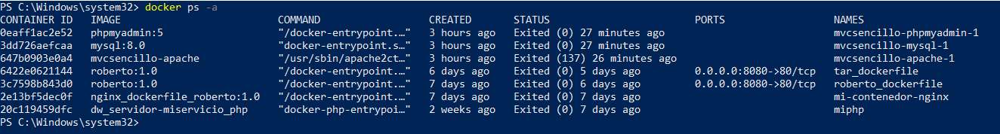 PS C:\Windows\system32> docker ps -a
CONTAINER ID   IMAGE                         COMMAND                  CREATED       STATUS                        PORTS                  NAMES
0eaff1ac2e52   phpmyadmin:5                  "/docker-entrypoint.…"   3 hours ago   Exited (0) 27 minutes ago                            mvcsencillo-phpmyadmin-1
3dd726aefcaa   mysql:8.0                     "docker-entrypoint.s…"   3 hours ago   Exited (0) 27 minutes ago                            mvcsencillo-mysql-1
647b0903e0a4   mvcsencillo-apache            "/usr/sbin/apache2ct…"   3 hours ago   Exited (137) 26 minutes ago                          mvcsencillo-apache-1
6422e0621144   roberto:1.0                   "/docker-entrypoint.…"   6 days ago    Exited (0) 5 days ago         0.0.0.0:8080->80/tcp   tar_dockerfile
3c7598b843d0   roberto:1.0                   "/docker-entrypoint.…"   7 days ago    Exited (0) 6 days ago         0.0.0.0:8080->80/tcp   roberto_dockerfile
2e13bf5dec0f   nginx_dockerfile_roberto:1.0  "/docker-entrypoint.…"   7 days ago    Exited (0) 7 days ago                                mi-contenedor-nginx
20c119459dfc   dw_servidor-miservicio_php    "docker-php-entrypoi…"   2 weeks ago   Exited (0) 7 days ago                                miphp
PS C:\Windows\system32>